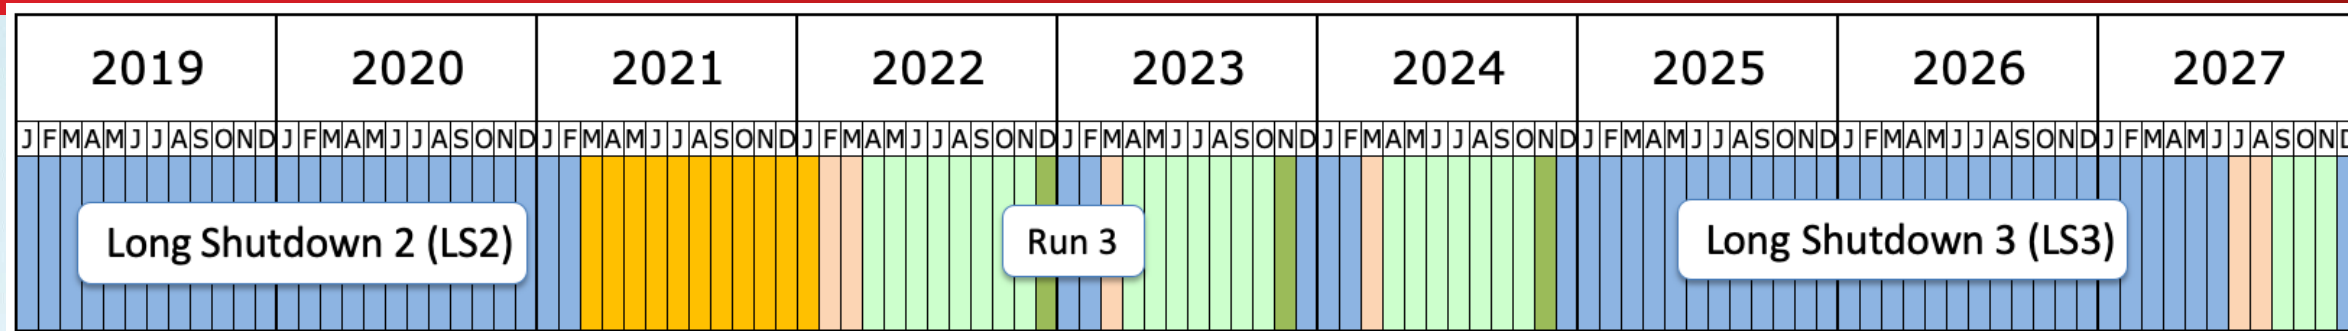 2019 2020 2021 2022 2023 2024 2025 2026 2027
J F M A M J J A S O N D J F M A M J J A S O N D J F M A M J J A S O N D J F M A M J J A S O N D J F M A M J J A S O N D J F M A M J J A S O N D J F M A M J J A S O N D J F M A M J J A S O N D J F M A M J J A S O N D
Long Shutdown 2 (LS2) Run 3 Long Shutdown 3 (LS3)